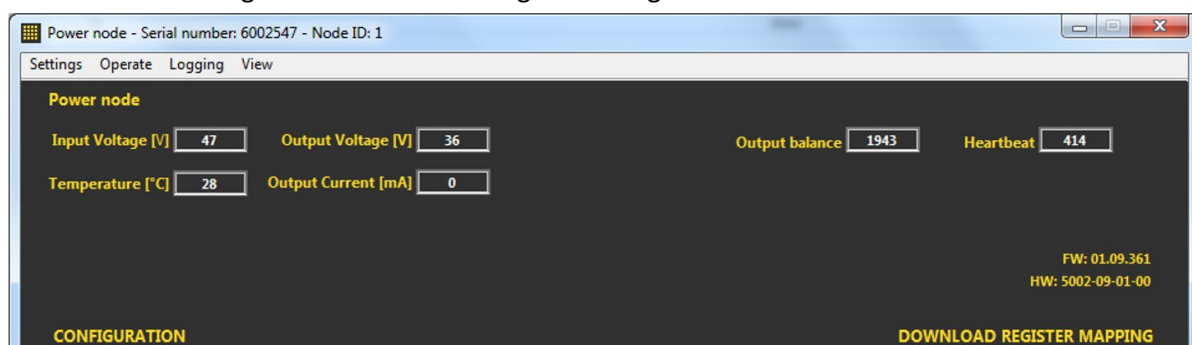 Power node - Serial number: 6002547 - Node ID: 1
Settings Operate Logging View
Power node
Input Voltage [V] 47 Output Voltage [V] 36 Output balance 1943 Heartbeat 414
Temperature [°C] 28 Output Current [mA] 0
FW: 01.09.361
HW: 5002-09-01-00
CONFIGURATION DOWNLOAD REGISTER MAPPING